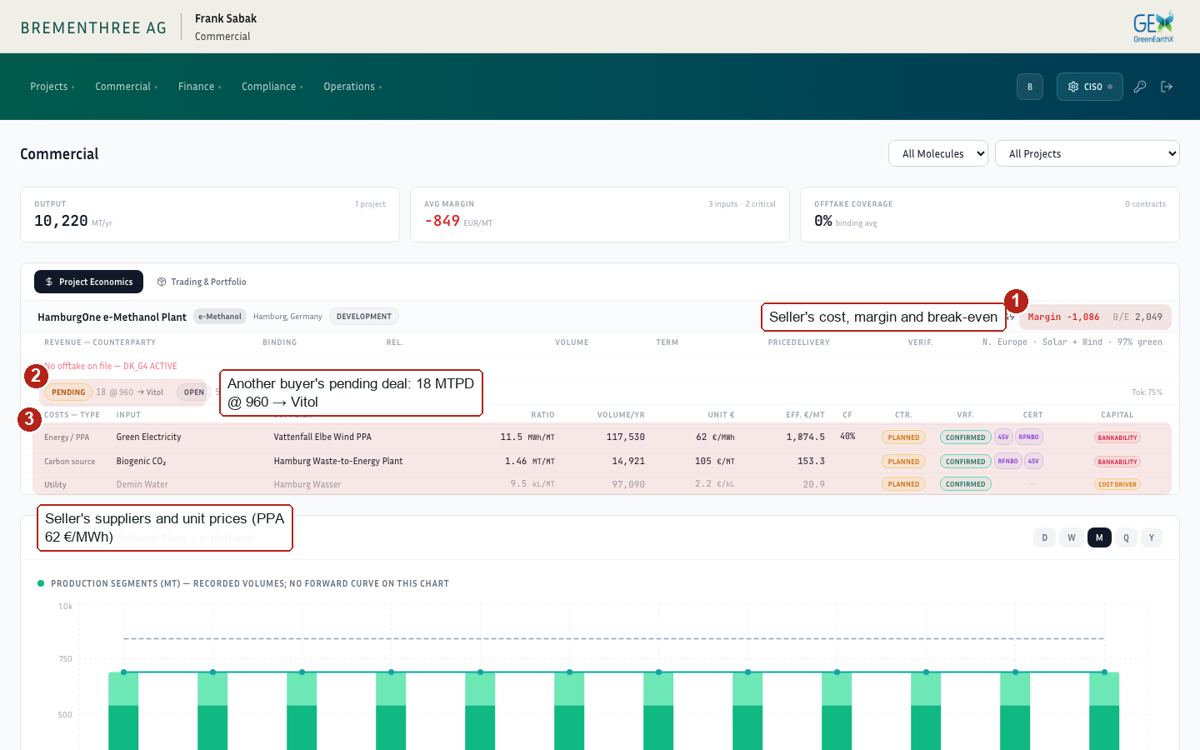 BREMENTHREE AG
Frank Sabak
Commercial
GEX
GreenEarthX
Projects
Commercial
Finance
Compliance
Operations
B
CISO
Commercial
All Molecules
All Projects
OUTPUT
1 project
10,220 MT/yr
AVG MARGIN
3 inputs · 2 critical
-849 EUR/MT
OFFTAKE COVERAGE
0 contracts
0% binding avg
$ Project Economics
Trading & Portfolio
HamburgOne e-Methanol Plant
e-Methanol
Hamburg, Germany
DEVELOPMENT
Seller's cost, margin and break-even
1
Margin -1,086
B/E 2,049
REVENUE — COUNTERPARTY BINDING REL. VOLUME TERM PRICEDELIVERY VERIF. N. Europe · Solar + Wind · 97% green
No offtake on file — DK_G4 ACTIVE
2
PENDING 18 @ 960 → Vitol OPEN
Another buyer's pending deal: 18 MTPD
@ 960 → Vitol
Tok: 75%
3
COSTS — TYPE INPUT RATIO VOLUME/YR UNIT € EFF. €/MT CF CTR. VRF. CERT CAPITAL
Energy / PPA Green Electricity Vattenfall Elbe Wind PPA 11.5 MWh/MT 117,530 62 €/MWh 1,874.5 40% PLANNED CONFIRMED 45V RFNBO BANKABILITY
Carbon source Biogenic CO₂ Hamburg Waste-to-Energy Plant 1.46 MT/MT 14,921 105 €/MT 153.3 PLANNED CONFIRMED RFNBO 45V BANKABILITY
Utility Demin Water Hamburg Wasser 9.5 kL/MT 97,090 2.2 €/kL 20.9 PLANNED CONFIRMED — COST DRIVER
Seller's suppliers and unit prices (PPA
62 €/MWh)
D W M Q Y
PRODUCTION SEGMENTS (MT) — RECORDED VOLUMES; NO FORWARD CURVE ON THIS CHART
1.0k
750
500